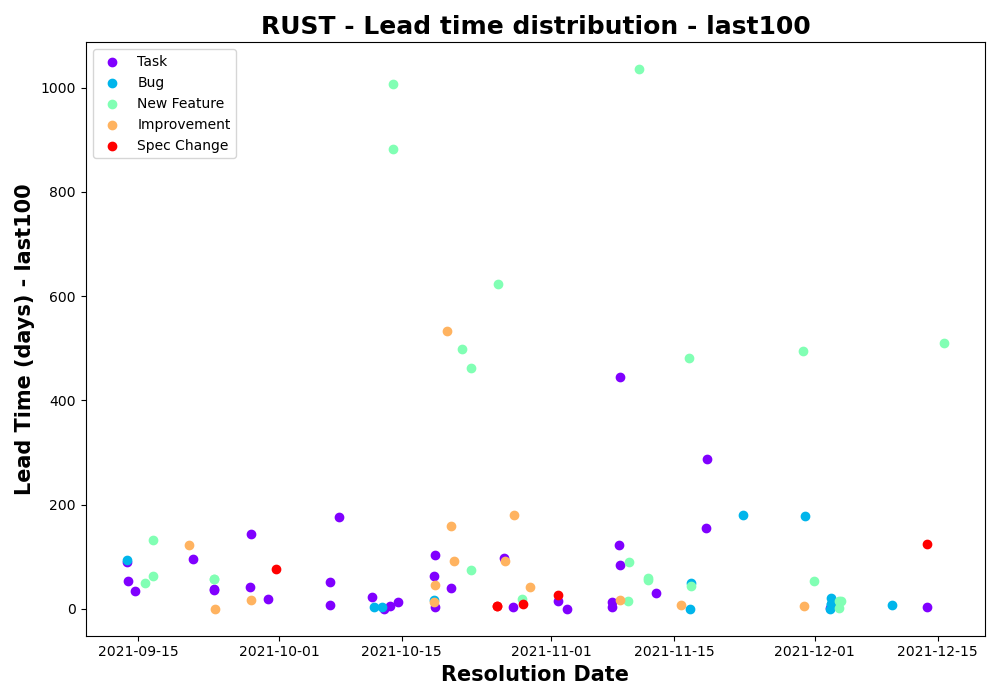 RUST - Lead time distribution - last100
Task
Bug
New Feature
Improvement
Spec Change
Lead Time (days) - last100
1000
800
600
400
200
0
2021-09-15
2021-10-01
2021-10-15
2021-11-01
2021-11-15
2021-12-01
2021-12-15
Resolution Date